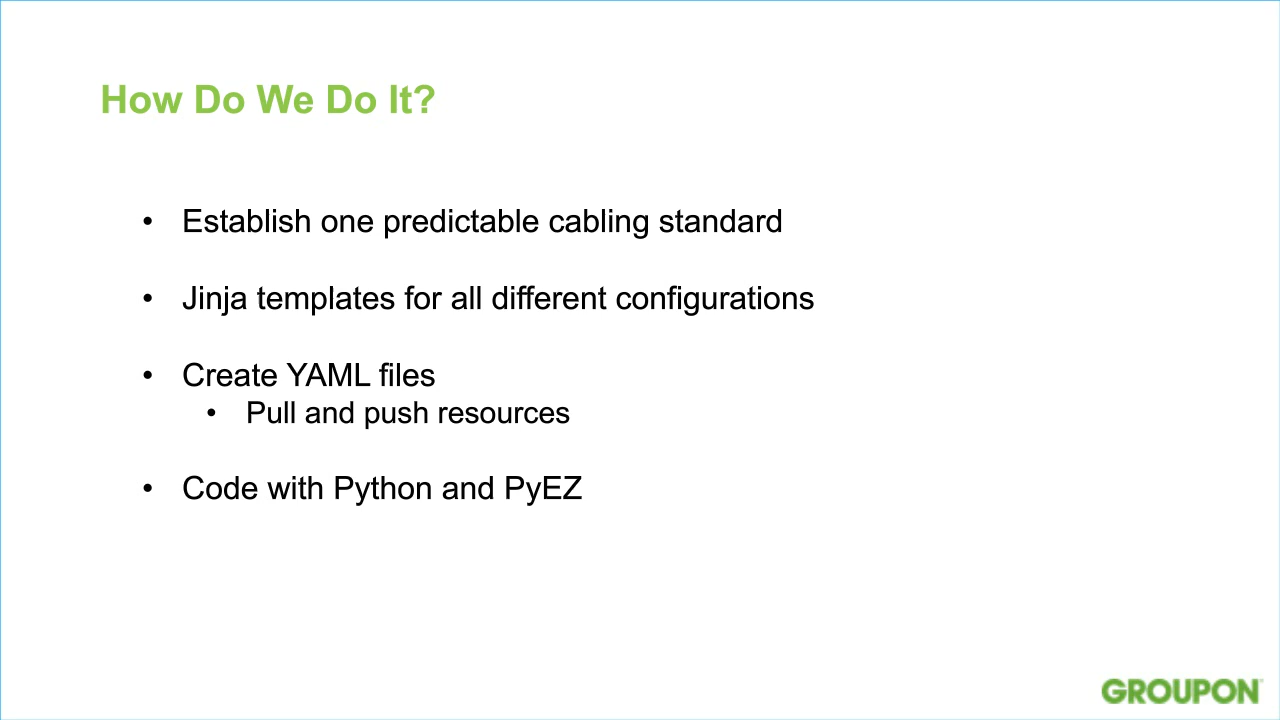 How Do We Do It?
• Establish one predictable cabling standard
• Jinja templates for all different configurations
• Create YAML files
• Pull and push resources
• Code with Python and PyEZ
GROUPON